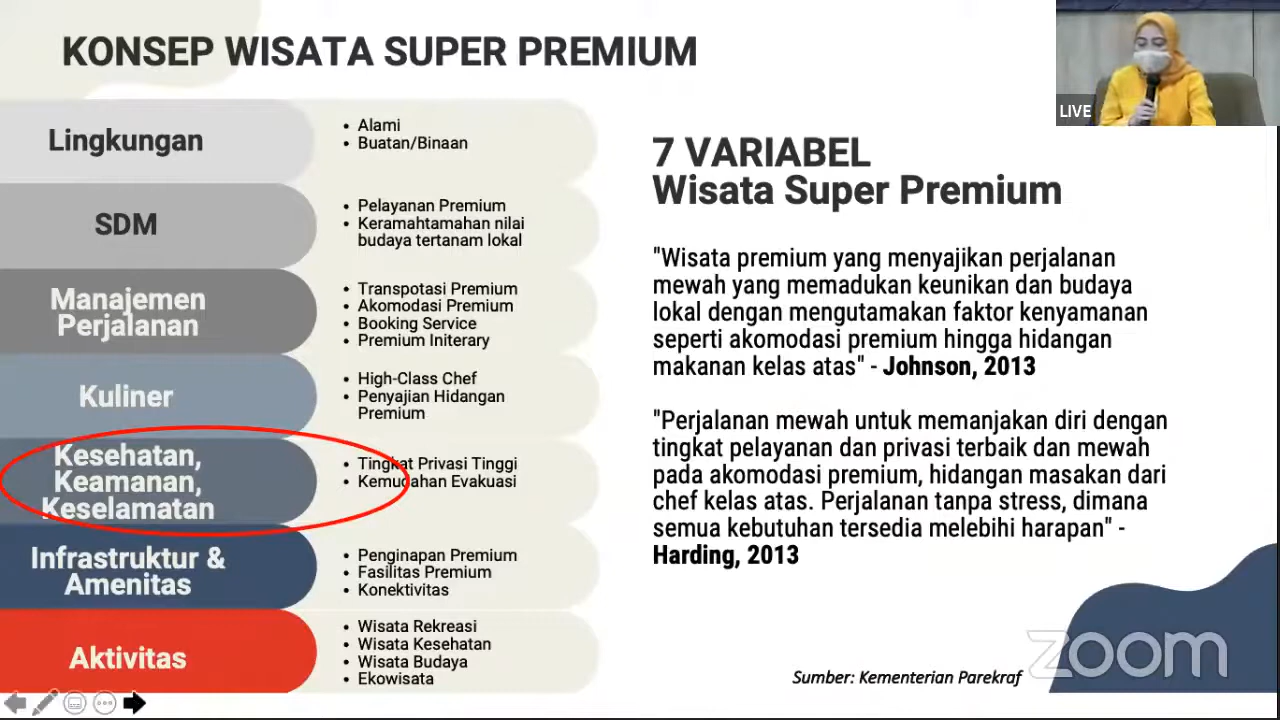 KONSEP WISATA SUPER PREMIUM
LIVE
Lingkungan
• Alami
• Buatan/Binaan
SDM
• Pelayanan Premium
• Keramahtamahan nilai
budaya tertanam lokal
Manajemen
Perjalanan
• Transpotasi Premium
• Akomodasi Premium
• Booking Service
• Premium Initerary
Kuliner
• High-Class Chef
• Penyajian Hidangan
Premium
Kesehatan,
Keamanan,
Keselamatan
• Tingkat Privasi Tinggi
• Kemudahan Evakuasi
Infrastruktur &
Amenitas
• Penginapan Premium
• Fasilitas Premium
• Konektivitas
Aktivitas
• Wisata Rekreasi
• Wisata Kesehatan
• Wisata Budaya
• Ekowisata
7 VARIABEL
Wisata Super Premium
"Wisata premium yang menyajikan perjalanan
mewah yang memadukan keunikan dan budaya
lokal dengan mengutamakan faktor kenyamanan
seperti akomodasi premium hingga hidangan
makanan kelas atas" - Johnson, 2013
"Perjalanan mewah untuk memanjakan diri dengan
tingkat pelayanan dan privasi terbaik dan mewah
pada akomodasi premium, hidangan masakan dari
chef kelas atas. Perjalanan tanpa stress, dimana
semua kebutuhan tersedia melebihi harapan" -
Harding, 2013
Sumber: Kementerian Parekraf
zoom